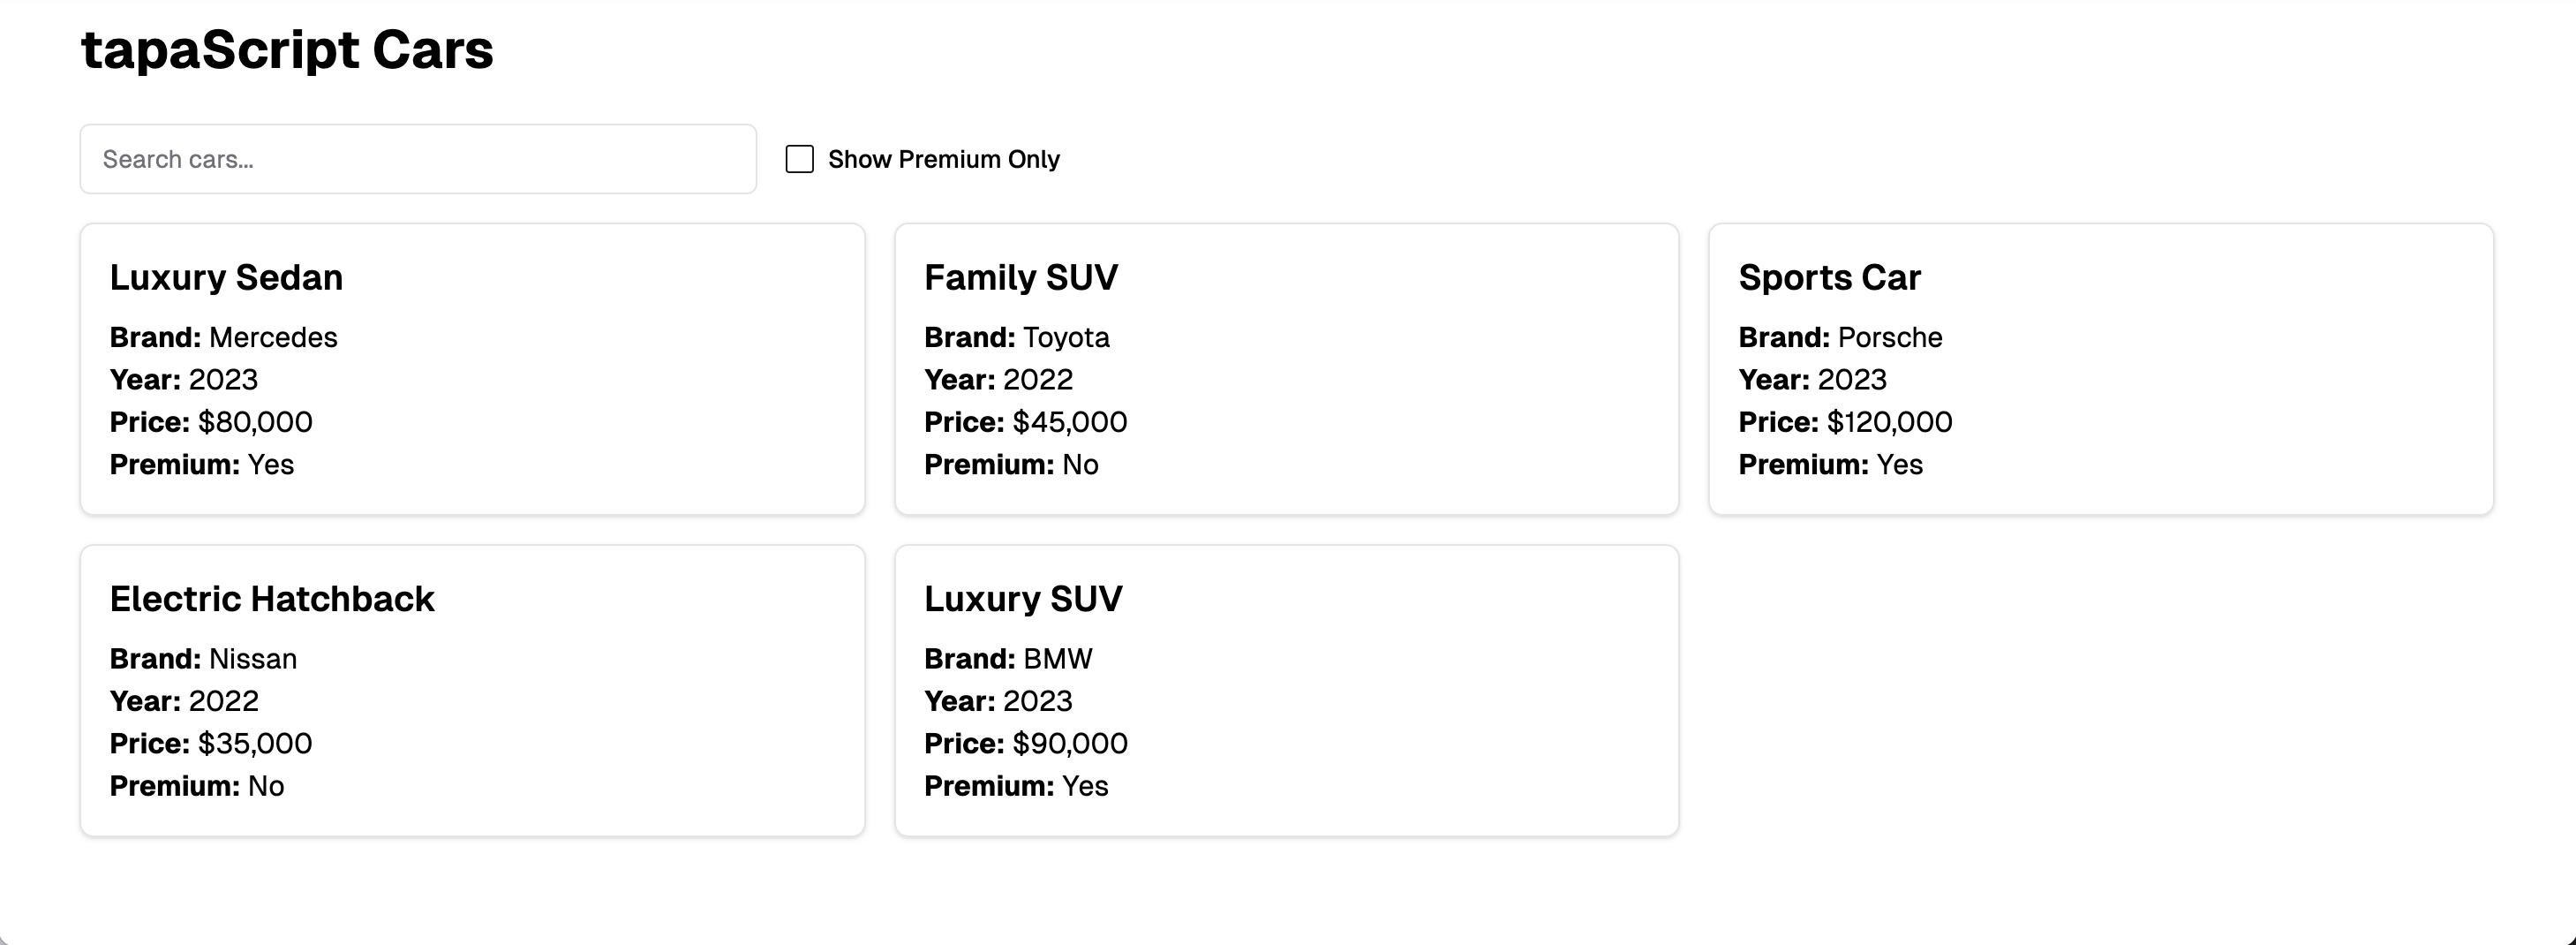 tapaScript Cars
Search cars...
Show Premium Only
Luxury Sedan
Brand: Mercedes
Year: 2023
Price: $80,000
Premium: Yes
Family SUV
Brand: Toyota
Year: 2022
Price: $45,000
Premium: No
Sports Car
Brand: Porsche
Year: 2023
Price: $120,000
Premium: Yes
Electric Hatchback
Brand: Nissan
Year: 2022
Price: $35,000
Premium: No
Luxury SUV
Brand: BMW
Year: 2023
Price: $90,000
Premium: Yes